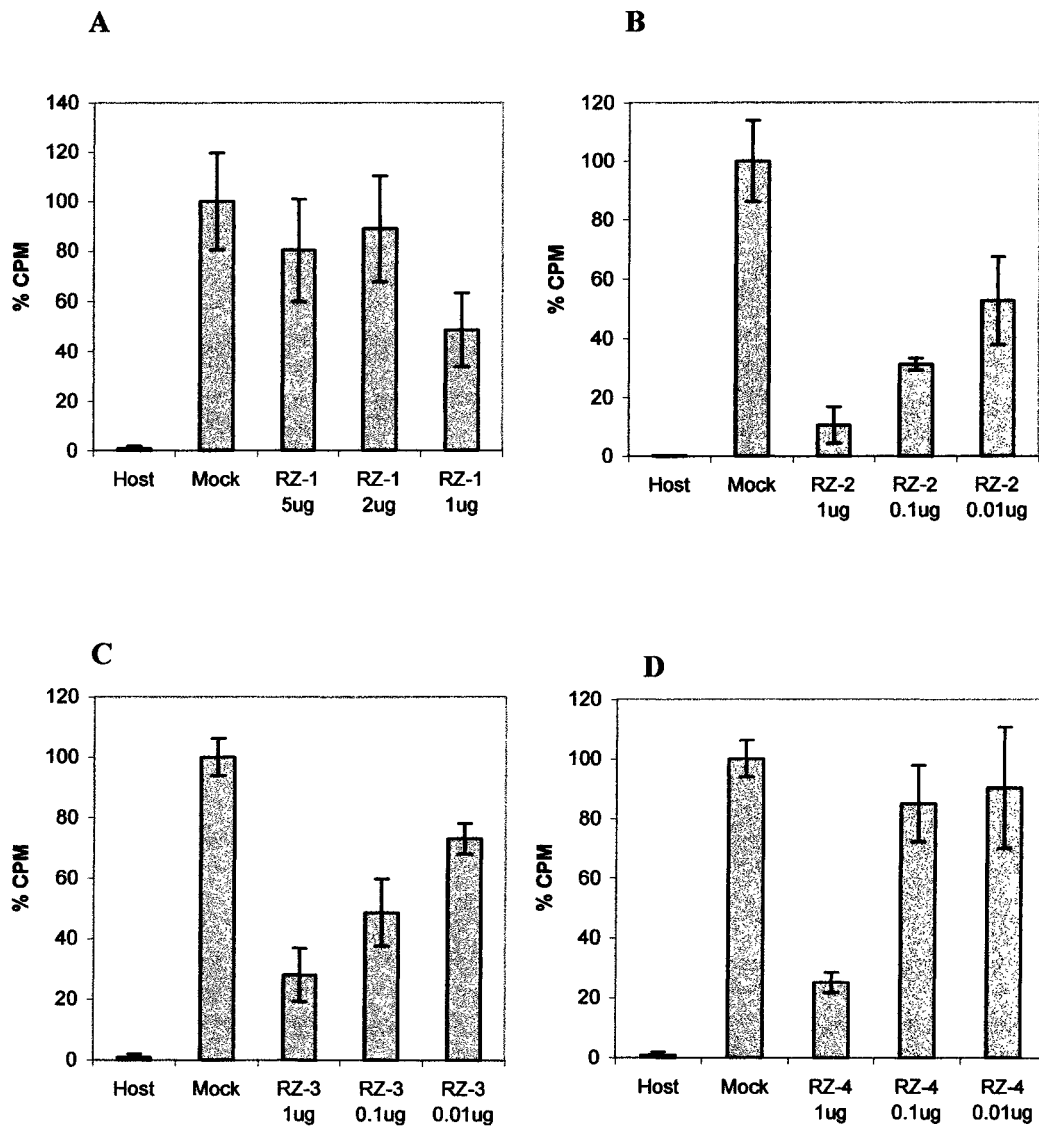 A
140
120
100
80
60
40
20
0
% CPM
Host Mock RZ-1 RZ-1 RZ-1
5ug 2ug 1ug
B
120
100
80
60
40
20
0
% CPM
Host Mock RZ-2 RZ-2 RZ-2
1ug 0.1ug 0.01ug
C
120
100
80
60
40
20
0
% CPM
Host Mock RZ-3 RZ-3 RZ-3
1ug 0.1ug 0.01ug
D
120
100
80
60
40
20
0
% CPM
Host Mock RZ-4 RZ-4 RZ-4
1ug 0.1ug 0.01ug